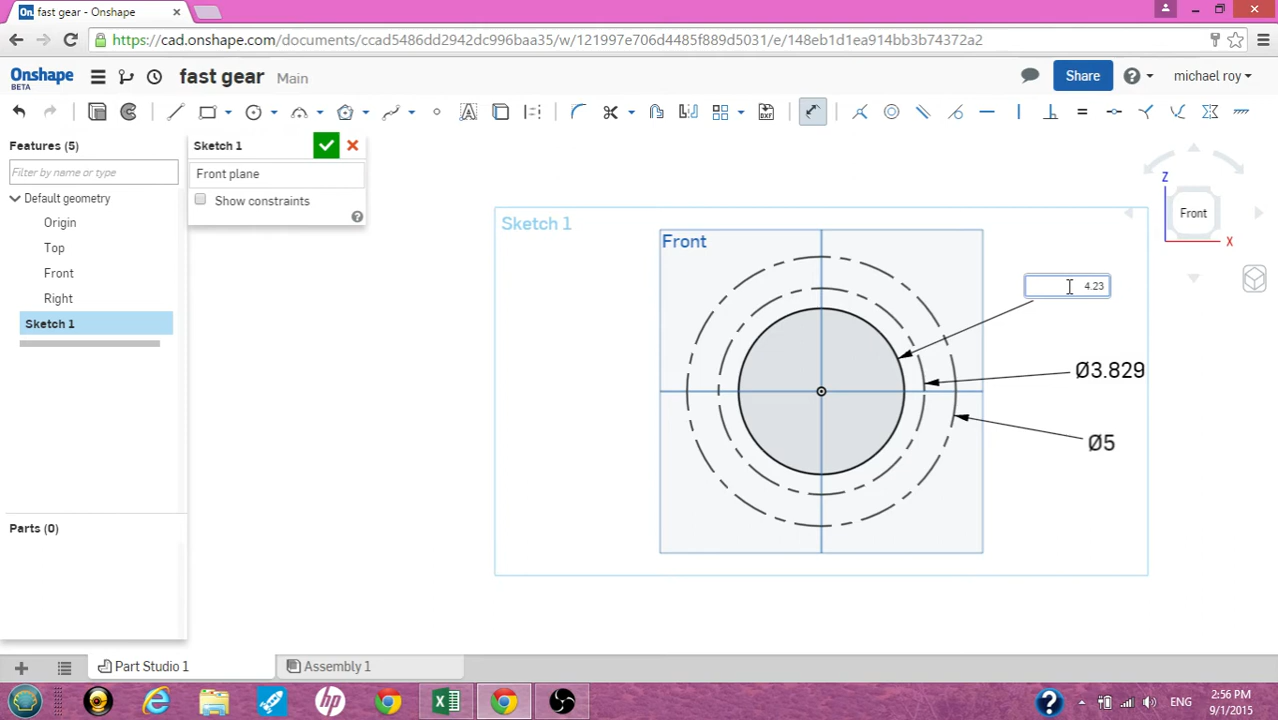 fast gear - Onshape
https://cad.onshape.com/documents/ccad5486dd2942dc996baa35/w/121997e706d4485f889d5031/e/148eb1d1ea914bb3b74372a2
Onshape
BETA
fast gear Main
Share
michael roy
Features (5)
Filter by name or type
Default geometry
Origin
Top
Front
Right
Sketch 1
Parts (0)
Sketch 1
Front plane
Show constraints
Sketch 1
Front
4.23
Ø3.829
Ø5
Z
Front
X
Part Studio 1
Assembly 1
ENG
2:56 PM
9/1/2015